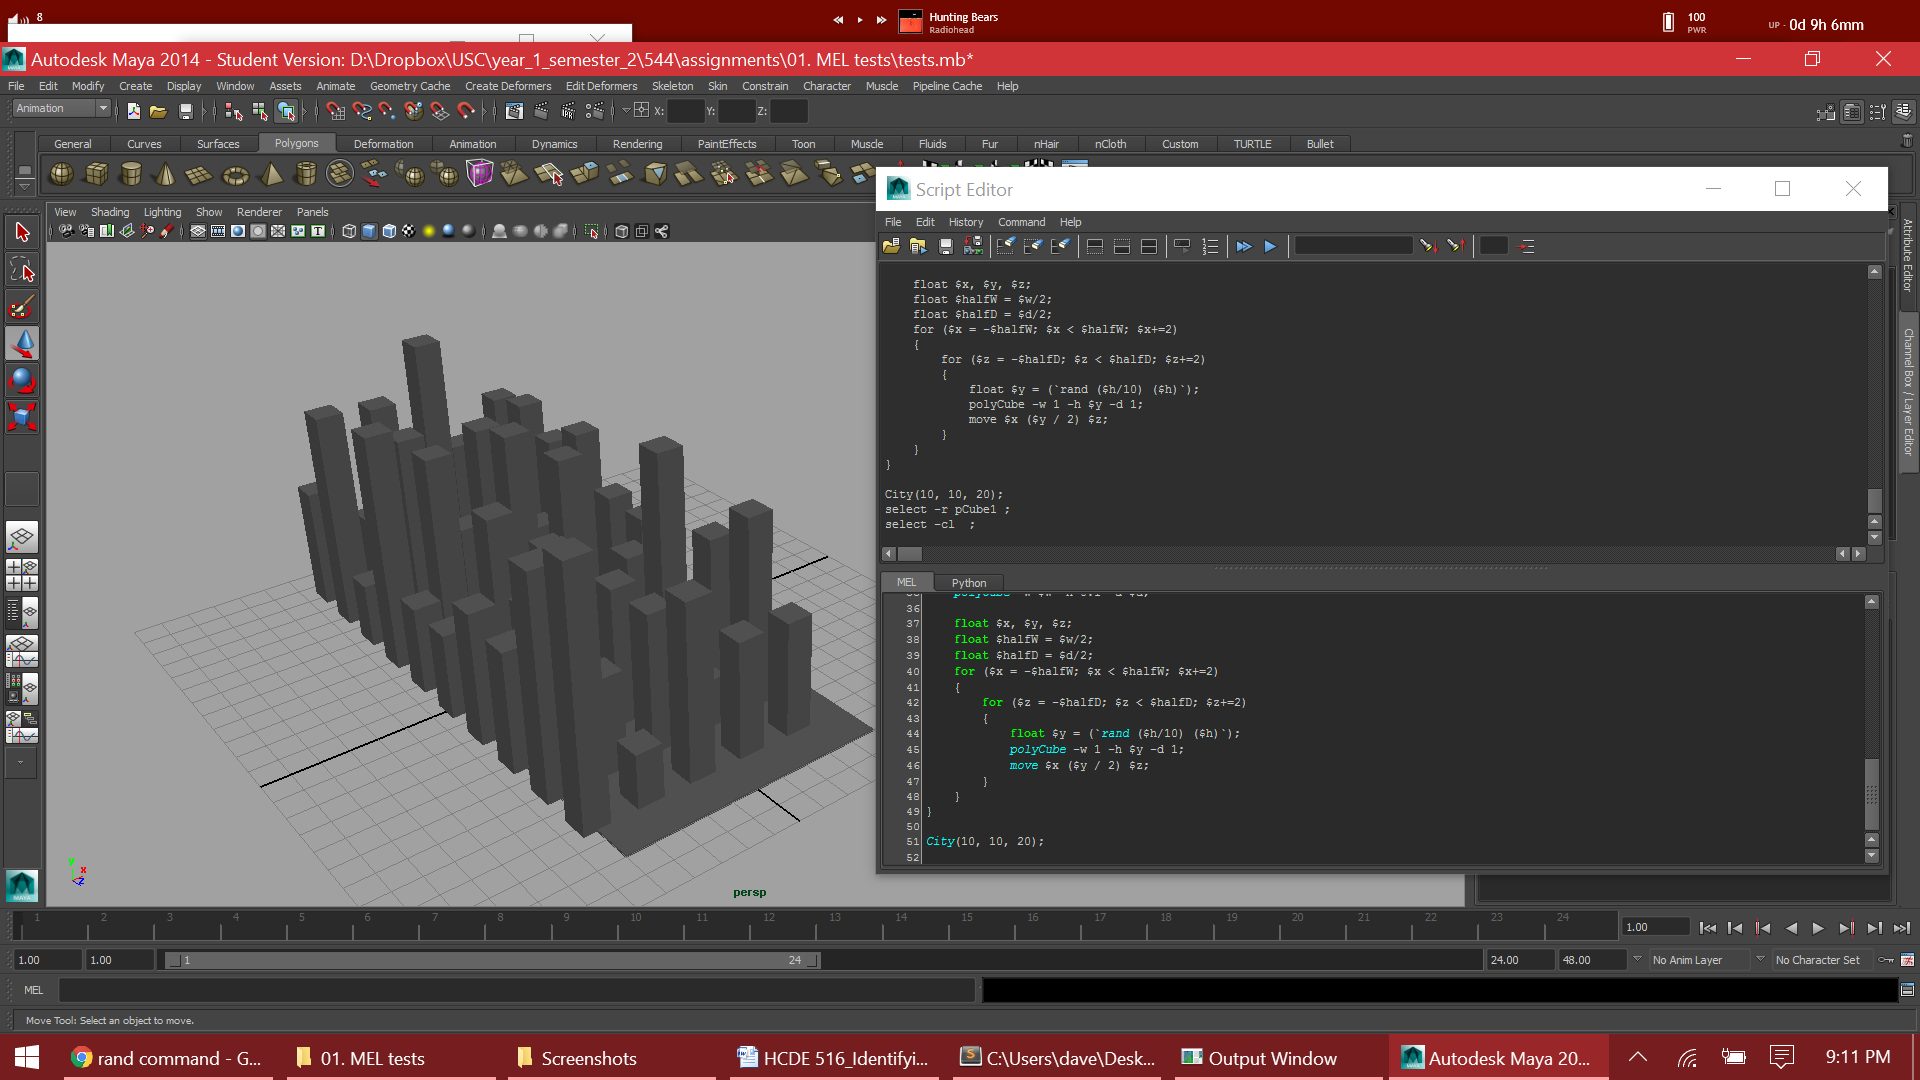 8
Hunting Bears
Radiohead
100
PWR
UP - 0d 9h 6mm
Autodesk Maya 2014 - Student Version: D:\Dropbox\USC\year_1_semester_2\544\assignments\01. MEL tests\tests.mb*
File Edit Modify Create Display Window Assets Animate Geometry Cache Create Deformers Edit Deformers Skeleton Skin Constrain Character Muscle Pipeline Cache Help
Animation
X: Y: Z:
General Curves Surfaces Polygons Deformation Animation Dynamics Rendering PaintEffects Toon Muscle Fluids Fur nHair nCloth Custom TURTLE Bullet
View Shading Lighting Show Renderer Panels
Script Editor
File Edit History Command Help
float $x, $y, $z;
float $halfW = $w/2;
float $halfD = $d/2;
for ($x = -$halfW; $x < $halfW; $x+=2)
{
for ($z = -$halfD; $z < $halfD; $z+=2)
{
float $y = (`rand ($h/10) ($h)`);
polyCube -w 1 -h $y -d 1;
move $x ($y / 2) $z;
}
}
}
City(10, 10, 20);
select -r pCube1 ;
select -cl  ;
MEL Python
36
37 float $x, $y, $z;
38 float $halfW = $w/2;
39 float $halfD = $d/2;
40 for ($x = -$halfW; $x < $halfW; $x+=2)
41 {
42 for ($z = -$halfD; $z < $halfD; $z+=2)
43 {
44 float $y = (`rand ($h/10) ($h)`);
45 polyCube -w 1 -h $y -d 1;
46 move $x ($y / 2) $z;
47 }
48 }
49 }
50
51 City(10, 10, 20);
52
Attribute Editor
Channel Box / Layer Editor
y
x
z
persp
MAYA
1 2 3 4 5 6 7 8 9 10 11 12 13 14 15 16 17 18 19 20 21 22 23 24
1.00
1.00 1.00 1 24 24.00 48.00 No Anim Layer No Character Set
MEL
Move Tool: Select an object to move.
rand command - G...
01. MEL tests
Screenshots
HCDE 516_Identifyi...
C:\Users\dave\Desk...
Output Window
Autodesk Maya 20...
9:11 PM